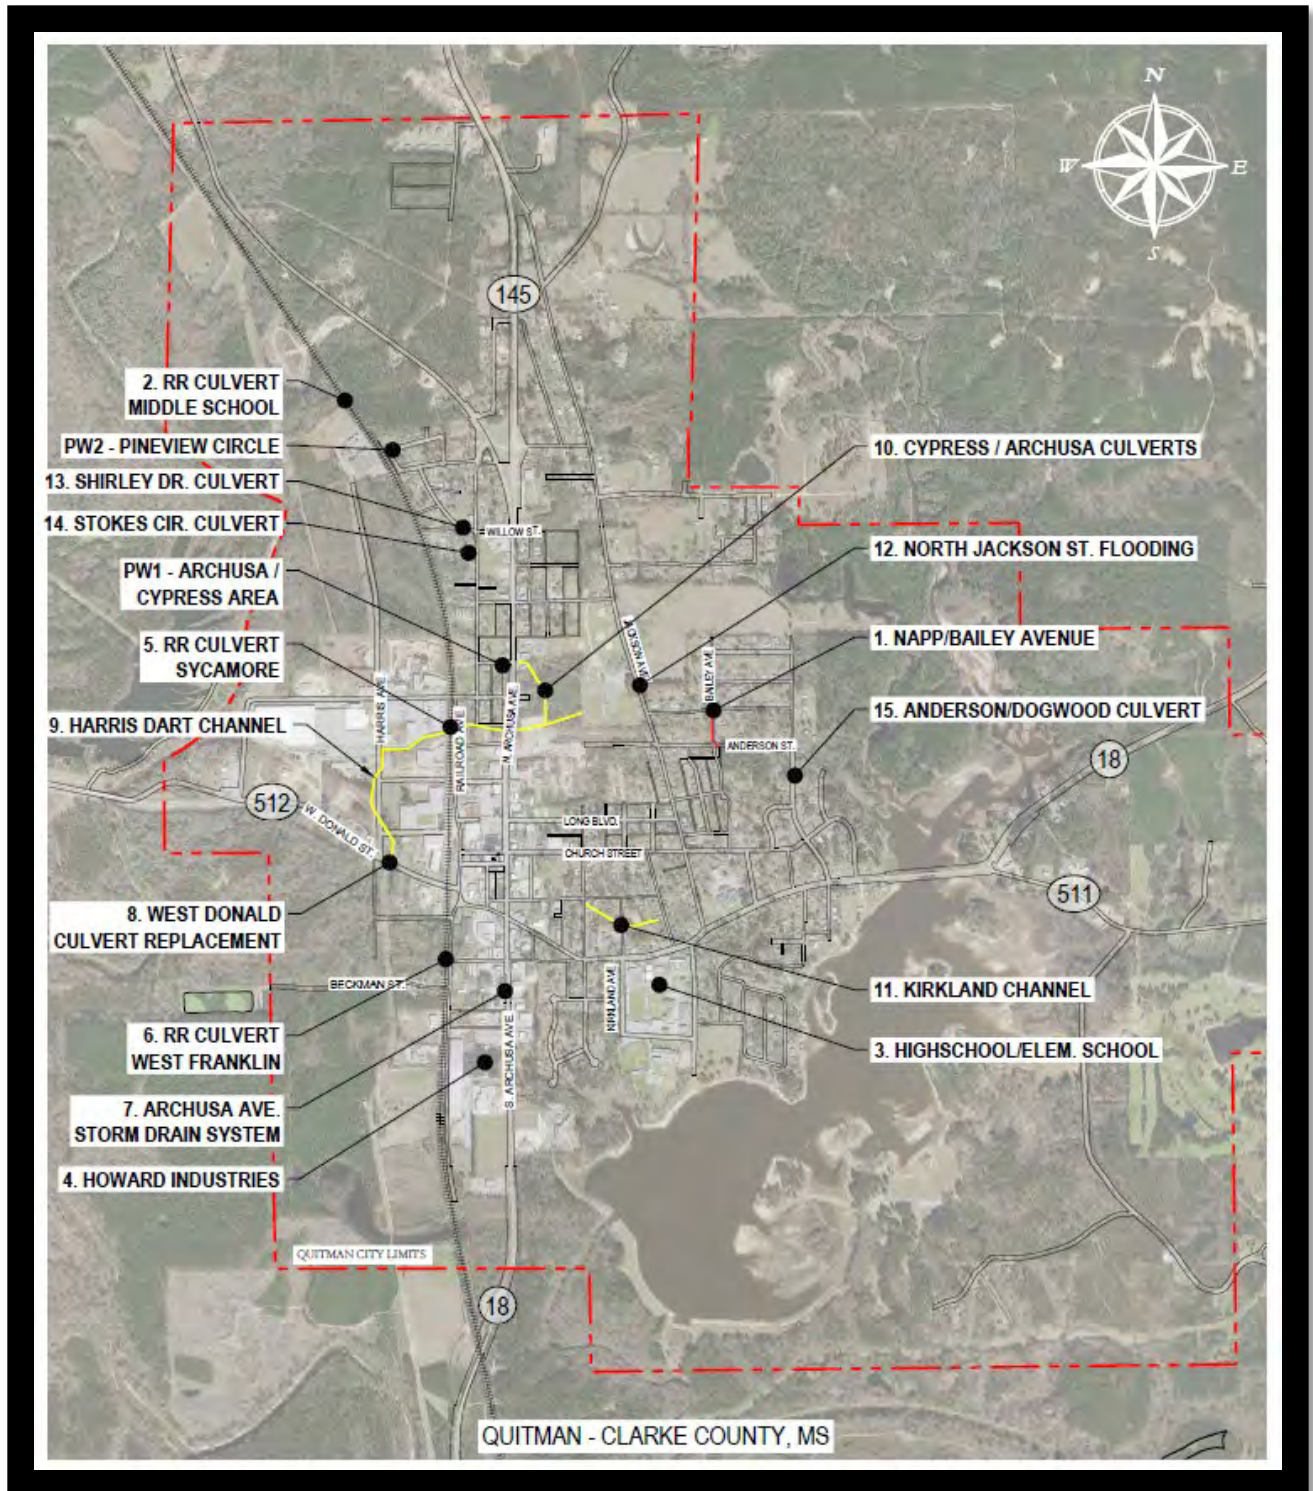 N
W
E
S
145
2. RR CULVERT
MIDDLE SCHOOL
PW2 - PINEVIEW CIRCLE
13. SHIRLEY DR. CULVERT
14. STOKES CIR. CULVERT
PW1 - ARCHUSA /
CYPRESS AREA
5. RR CULVERT
SYCAMORE
9. HARRIS DART CHANNEL
512
8. WEST DONALD
CULVERT REPLACEMENT
6. RR CULVERT
WEST FRANKLIN
7. ARCHUSA AVE.
STORM DRAIN SYSTEM
4. HOWARD INDUSTRIES
10. CYPRESS / ARCHUSA CULVERTS
12. NORTH JACKSON ST. FLOODING
1. NAPP/BAILEY AVENUE
15. ANDERSON/DOGWOOD CULVERT
18
511
11. KIRKLAND CHANNEL
3. HIGHSCHOOL/ELEM. SCHOOL
WILLOW ST.
JACKSON AVE
BAILEY AVE.
HARRIS AVE.
RAILROAD AVE.
N. ARCHUSA AVE.
ANDERSON ST.
W. DONALD ST.
LONG BLVD.
CHURCH STREET
BECKMAN ST.
KIRKLAND AVE
S. ARCHUSA AVE.
QUITMAN CITY LIMITS
18
QUITMAN - CLARKE COUNTY, MS